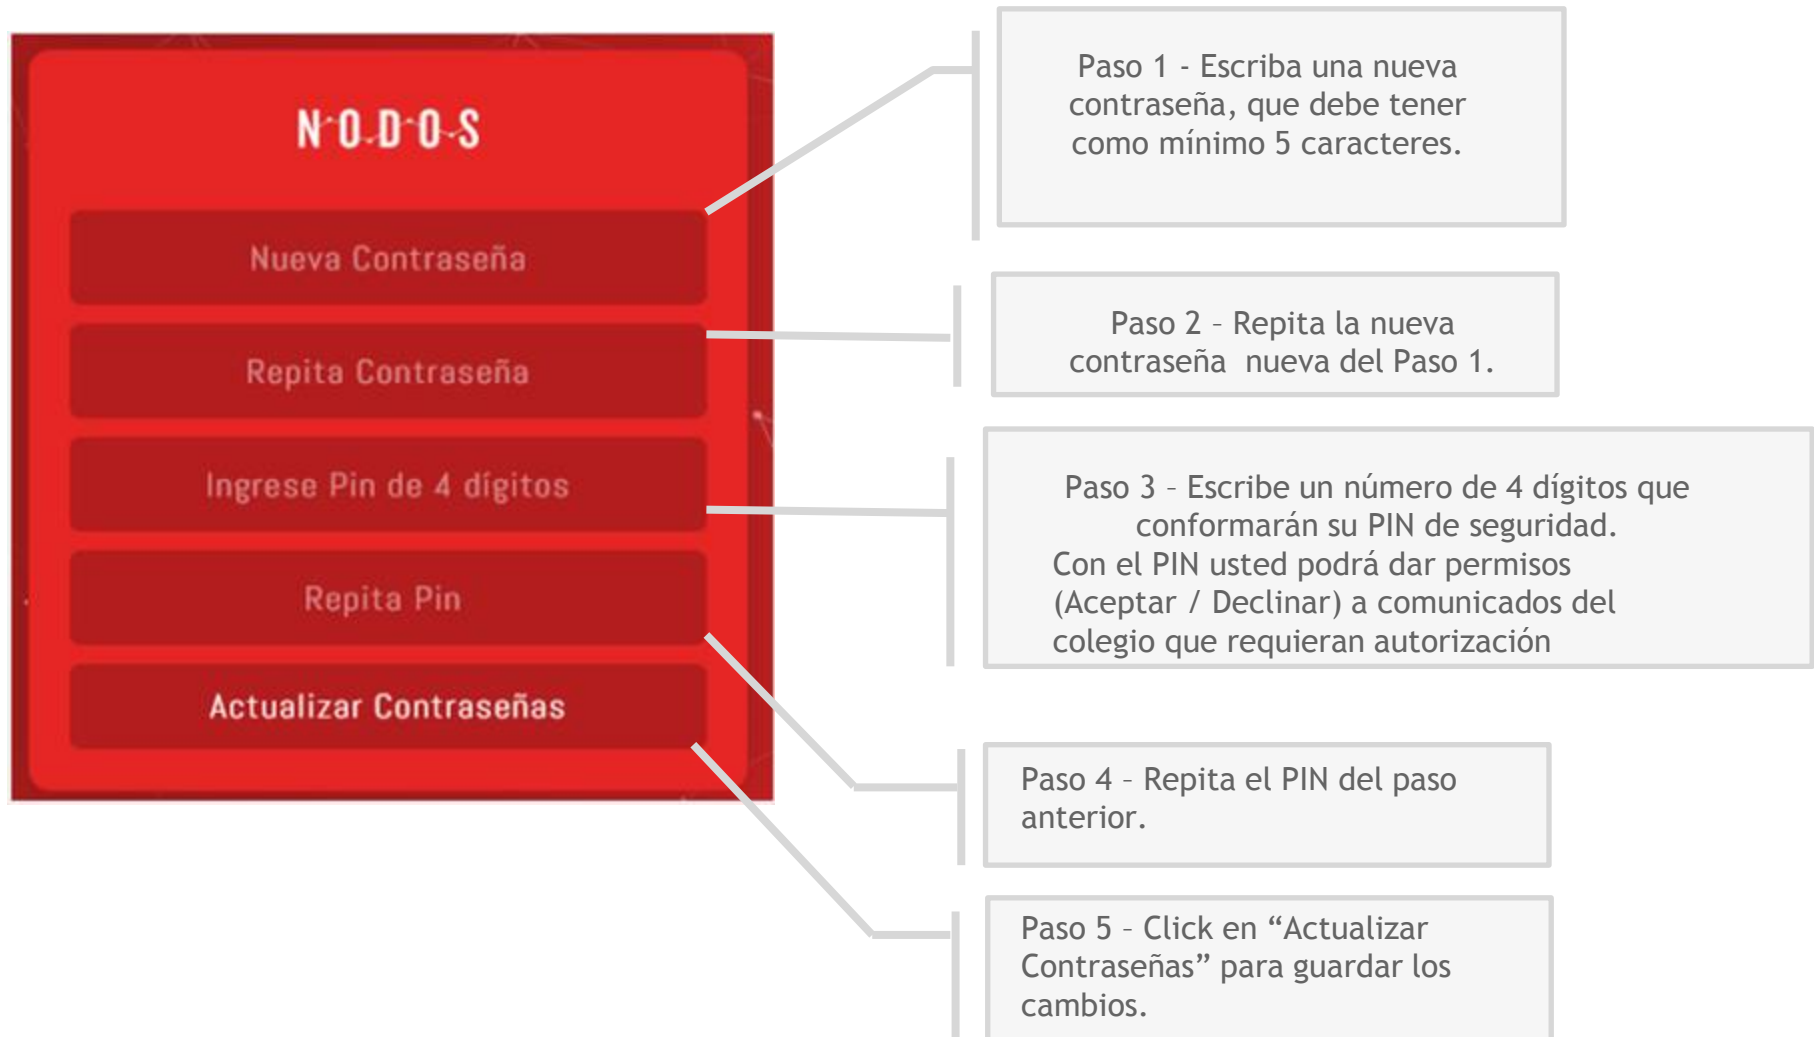 NODOS
Nueva Contraseña
Repita Contraseña
Ingrese Pin de 4 dígitos
Repita Pin
Actualizar Contraseñas
Paso 1 - Escriba una nueva
contraseña, que debe tener
como mínimo 5 caracteres.
Paso 2 – Repita la nueva
contraseña  nueva del Paso 1.
Paso 3 – Escribe un número de 4 dígitos que
conformarán su PIN de seguridad.
Con el PIN usted podrá dar permisos
(Aceptar / Declinar) a comunicados del
colegio que requieran autorización
Paso 4 – Repita el PIN del paso
anterior.
Paso 5 – Click en “Actualizar
Contraseñas” para guardar los
cambios.